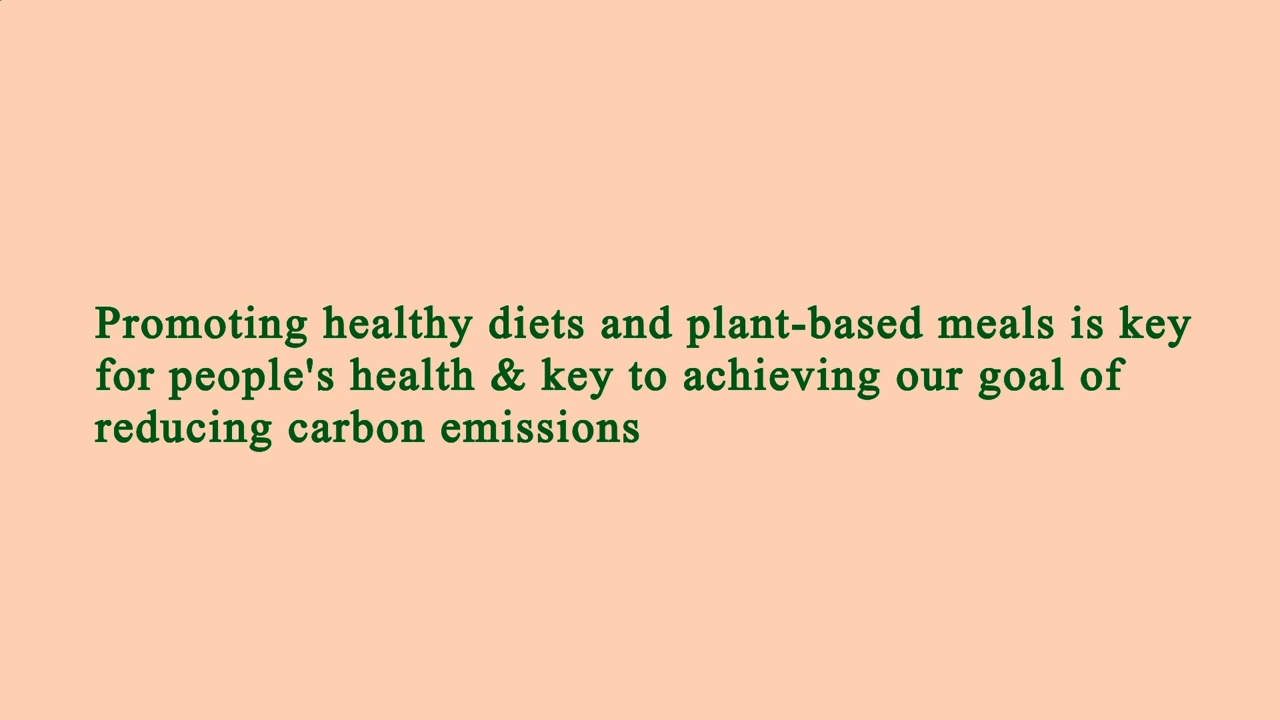 Promoting healthy diets and plant-based meals is key
for people's health & key to achieving our goal of
reducing carbon emissions